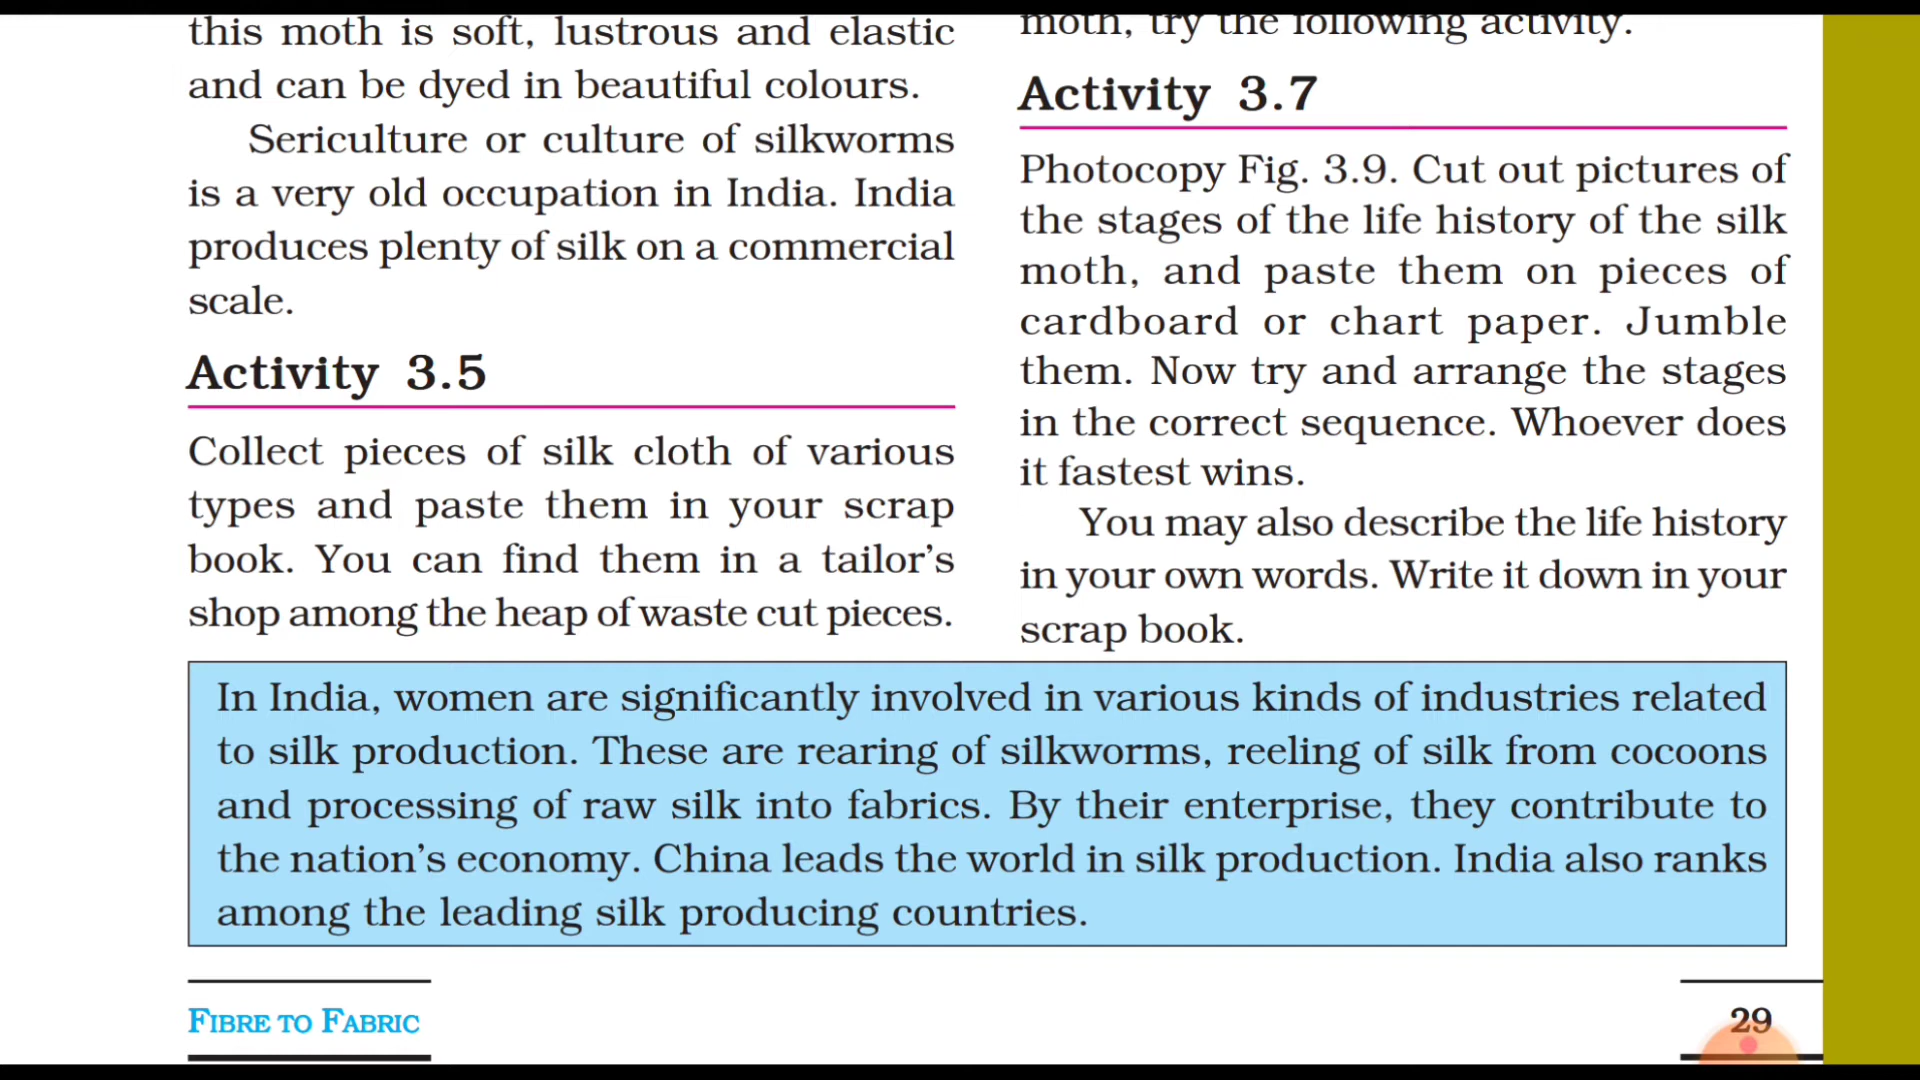 this moth is soft, lustrous and elastic
and can be dyed in beautiful colours.
Sericulture or culture of silkworms
is a very old occupation in India. India
produces plenty of silk on a commercial
scale.
Activity 3.5
Collect pieces of silk cloth of various
types and paste them in your scrap
book. You can find them in a tailor’s
shop among the heap of waste cut pieces.
moth, try the following activity.
Activity 3.7
Photocopy Fig. 3.9. Cut out pictures of
the stages of the life history of the silk
moth, and paste them on pieces of
cardboard or chart paper. Jumble
them. Now try and arrange the stages
in the correct sequence. Whoever does
it fastest wins.
You may also describe the life history
in your own words. Write it down in your
scrap book.
In India, women are significantly involved in various kinds of industries related
to silk production. These are rearing of silkworms, reeling of silk from cocoons
and processing of raw silk into fabrics. By their enterprise, they contribute to
the nation’s economy. China leads the world in silk production. India also ranks
among the leading silk producing countries.
FIBRE TO FABRIC
29